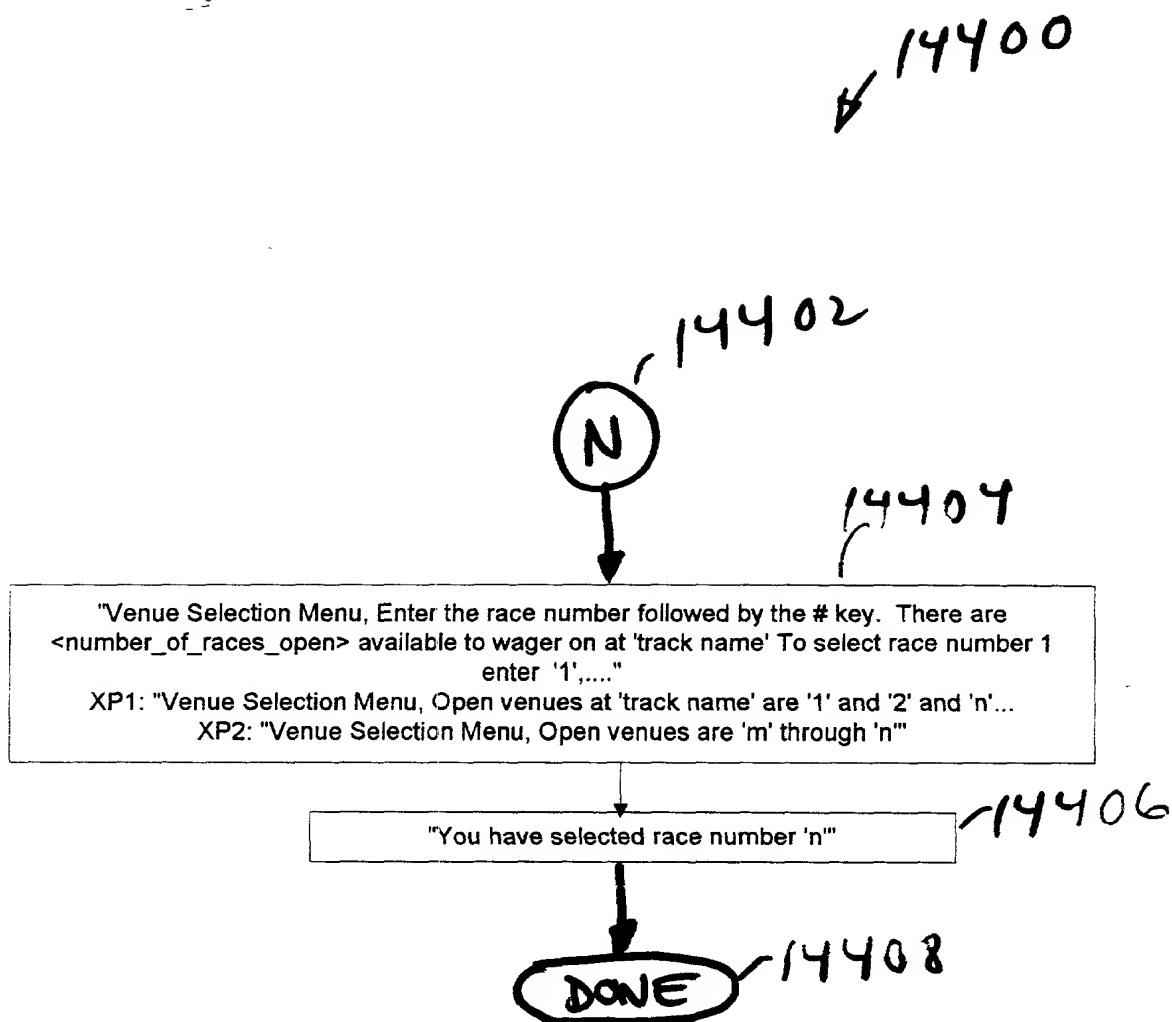 14400
14402
N
14404
"Venue Selection Menu, Enter the race number followed by the # key. There are
<number_of_races_open> available to wager on at 'track name' To select race number 1
enter '1',...."
XP1: "Venue Selection Menu, Open venues at 'track name' are '1' and '2' and 'n'...
XP2: "Venue Selection Menu, Open venues are 'm' through 'n'"
"You have selected race number 'n'"
14406
DONE
14408